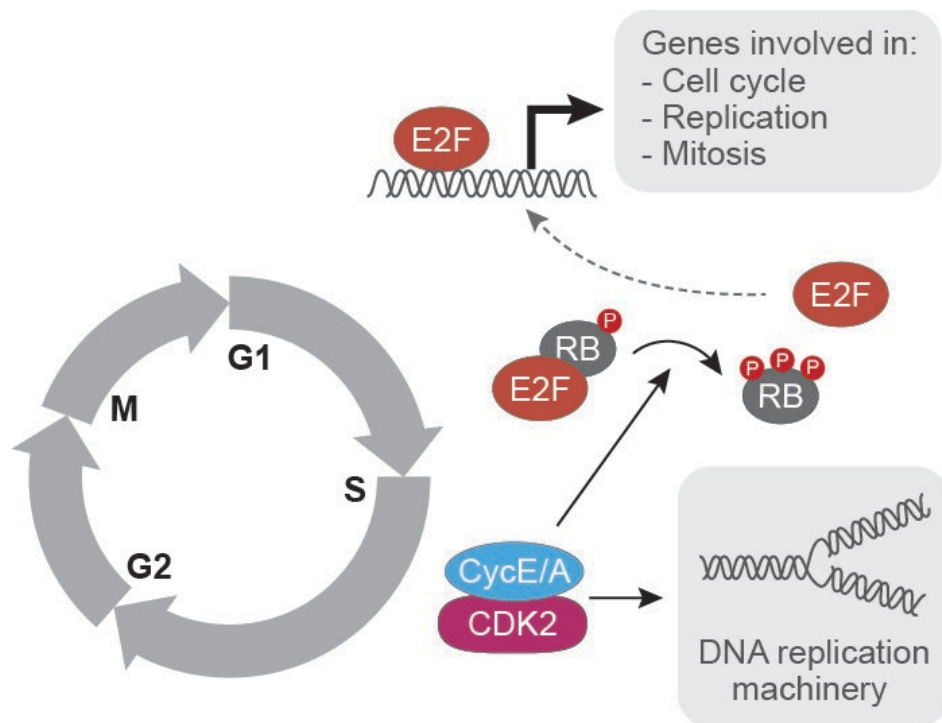 Genes involved in:
- Cell cycle
- Replication
- Mitosis
E2F
E2F
P
RB
E2F
P P P
RB
G1
M
S
G2
CycE/A
CDK2
DNA replication
machinery